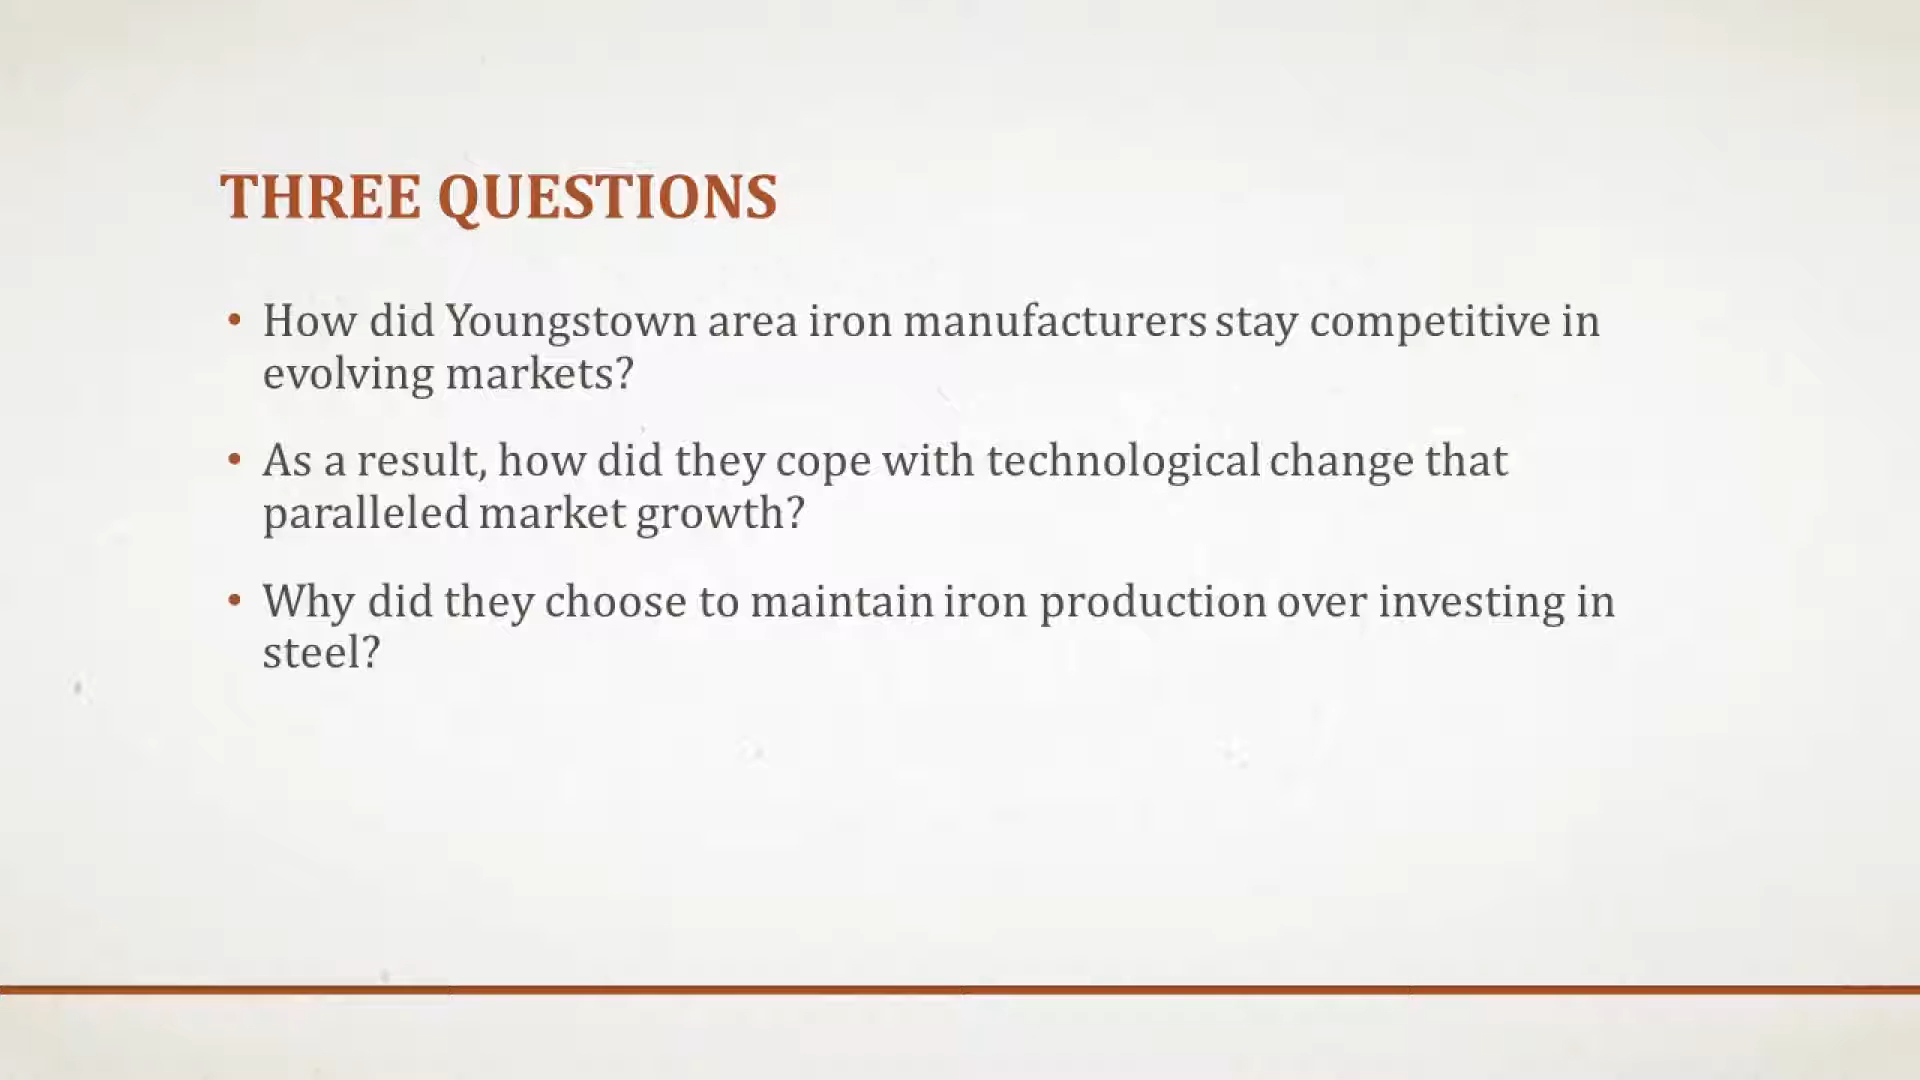 THREE QUESTIONS
• How did Youngstown area iron manufacturers stay competitive in
evolving markets?
• As a result, how did they cope with technological change that
paralleled market growth?
• Why did they choose to maintain iron production over investing in
steel?